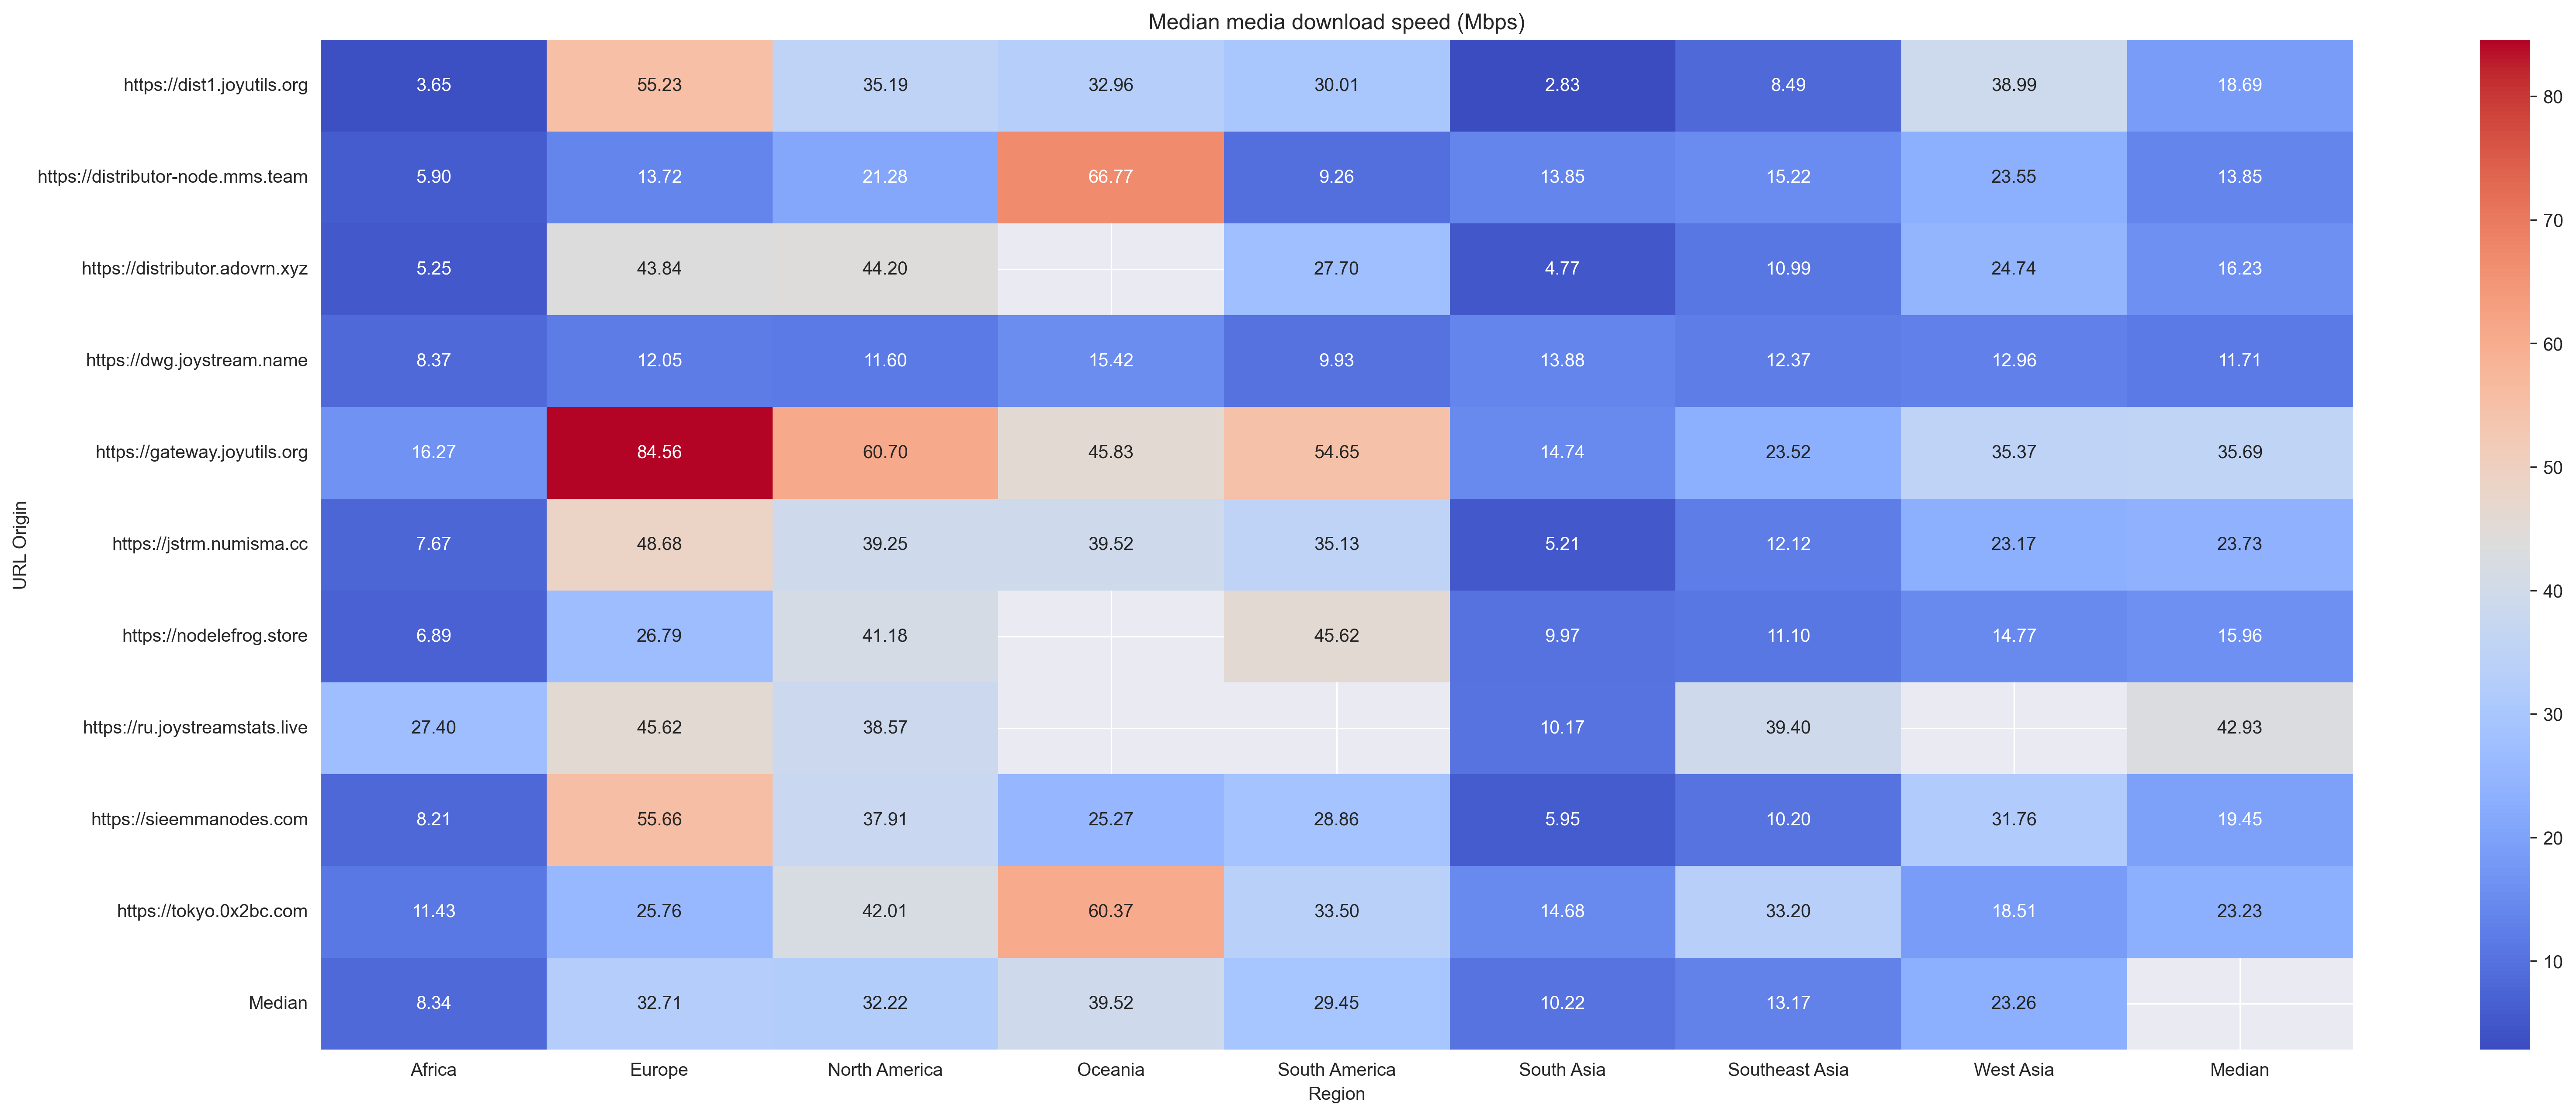 Median media download speed (Mbps)
https://dist1.joyutils.org 3.65 55.23 35.19 32.96 30.01 2.83 8.49 38.99 18.69
https://distributor-node.mms.team 5.90 13.72 21.28 66.77 9.26 13.85 15.22 23.55 13.85
https://distributor.adovrn.xyz 5.25 43.84 44.20 27.70 4.77 10.99 24.74 16.23
https://dwg.joystream.name 8.37 12.05 11.60 15.42 9.93 13.88 12.37 12.96 11.71
https://gateway.joyutils.org 16.27 84.56 60.70 45.83 54.65 14.74 23.52 35.37 35.69
https://jstrm.numisma.cc 7.67 48.68 39.25 39.52 35.13 5.21 12.12 23.17 23.73
https://nodelefrog.store 6.89 26.79 41.18 45.62 9.97 11.10 14.77 15.96
https://ru.joystreamstats.live 27.40 45.62 38.57 10.17 39.40 42.93
https://sieemmanodes.com 8.21 55.66 37.91 25.27 28.86 5.95 10.20 31.76 19.45
https://tokyo.0x2bc.com 11.43 25.76 42.01 60.37 33.50 14.68 33.20 18.51 23.23
Median 8.34 32.71 32.22 39.52 29.45 10.22 13.17 23.26
Africa Europe North America Oceania South America South Asia Southeast Asia West Asia Median
Region
URL Origin
80
70
60
50
40
30
20
10